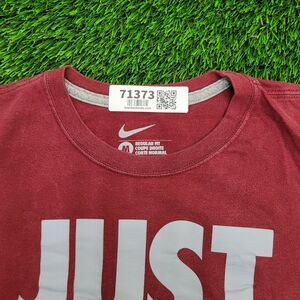 71373
M
REGULAR FIT
COUPE DROITE
CORTE NORMAL
JUST